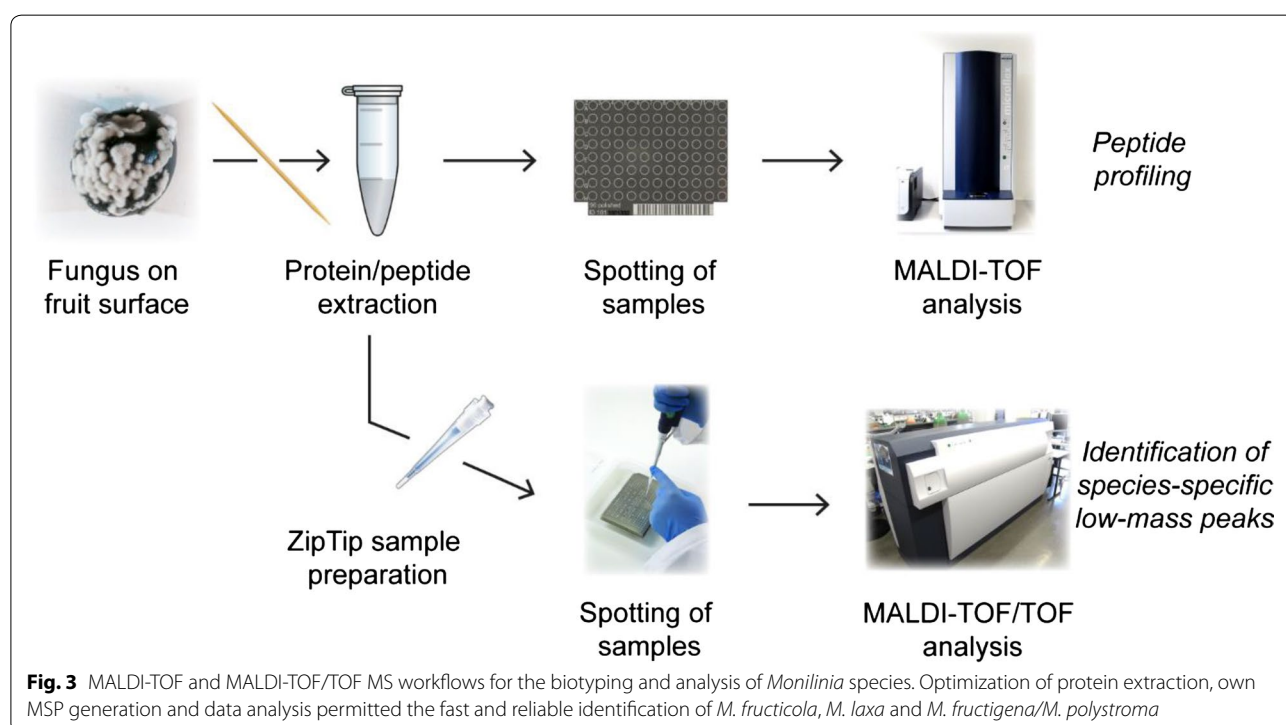 Peptide
profiling
Fungus on
fruit surface
Protein/peptide
extraction
Spotting of
samples
MALDI-TOF
analysis
ZipTip sample
preparation
Spotting of
samples
MALDI-TOF/TOF
analysis
Identification of
species-specific
low-mass peaks
Fig. 3 MALDI-TOF and MALDI-TOF/TOF MS workflows for the biotyping and analysis of Monilinia species. Optimization of protein extraction, own
MSP generation and data analysis permitted the fast and reliable identification of M. fructicola, M. laxa and M. fructigena/M. polystroma